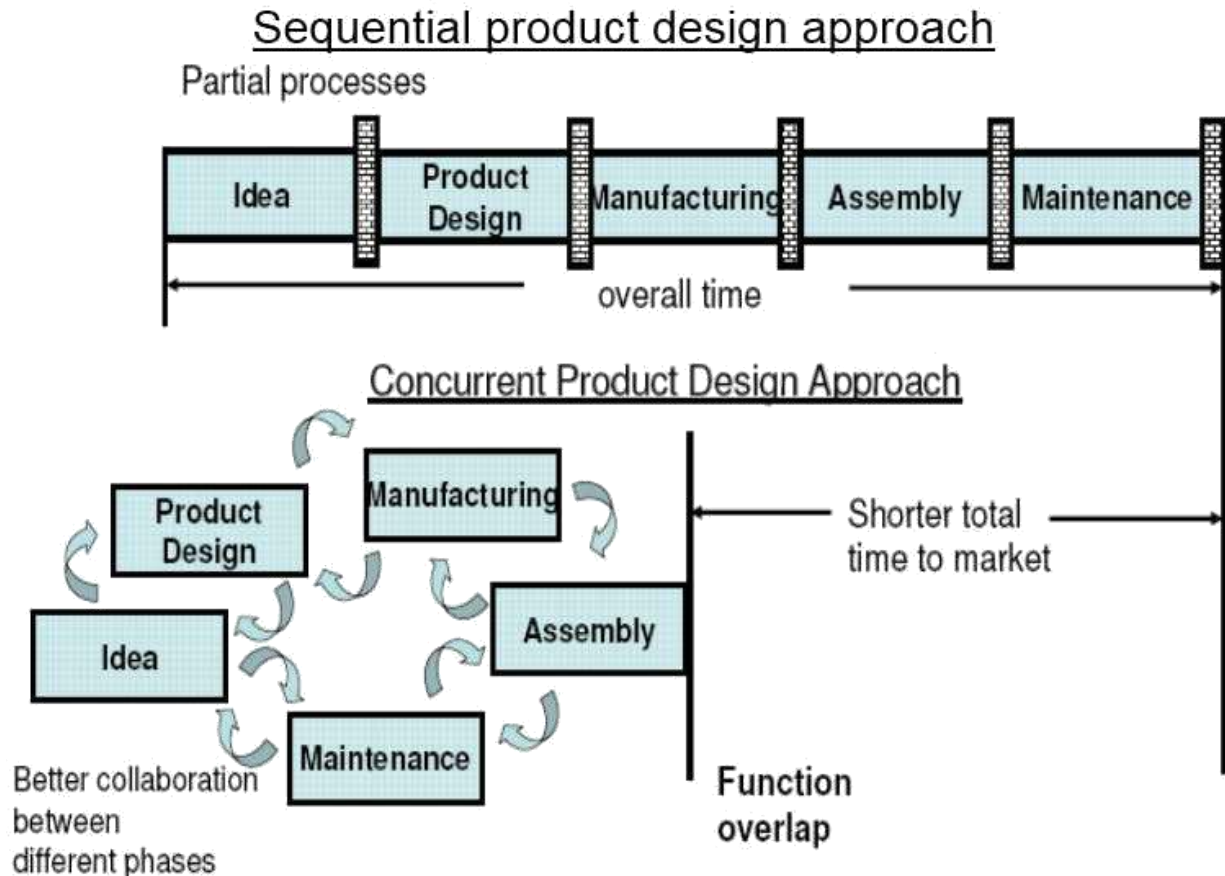 Sequential product design approach
Partial processes
Idea
Product
Design
Manufacturing
Assembly
Maintenance
overall time
Concurrent Product Design Approach
Product
Design
Manufacturing
Idea
Assembly
Maintenance
Shorter total
time to market
Better collaboration
between
different phases
Function
overlap